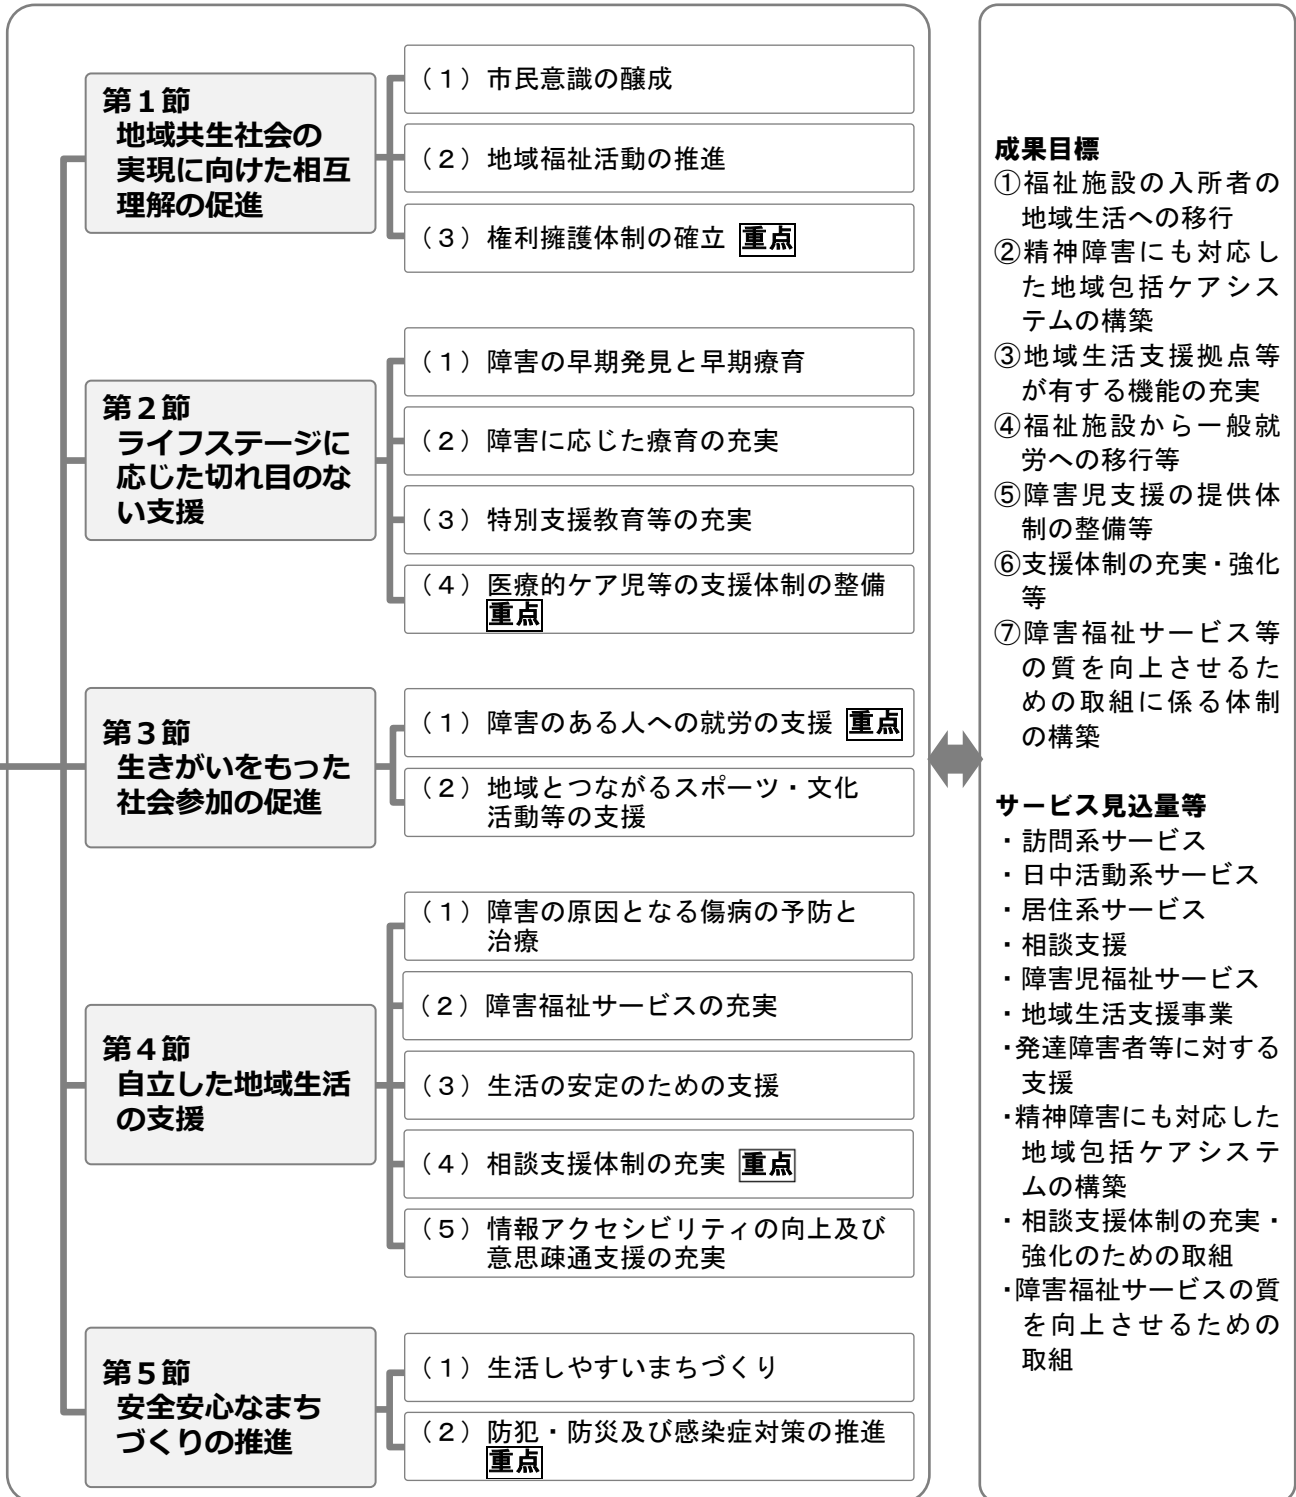 第１節
地域共生社会の
実現に向けた相互
理解の促進
（１）市民意識の醸成
（２）地域福祉活動の推進
（３）権利擁護体制の確立 重点
第２節
ライフステージに
応じた切れ目のな
い支援
（１）障害の早期発見と早期療育
（２）障害に応じた療育の充実
（３）特別支援教育等の充実
（４）医療的ケア児等の支援体制の整備
重点
第３節
生きがいをもった
社会参加の促進
（１）障害のある人への就労の支援 重点
（２）地域とつながるスポーツ・文化
活動等の支援
第４節
自立した地域生活
の支援
（１）障害の原因となる傷病の予防と
治療
（２）障害福祉サービスの充実
（３）生活の安定のための支援
（４）相談支援体制の充実 重点
（５）情報アクセシビリティの向上及び
意思疎通支援の充実
第５節
安全安心なまち
づくりの推進
（１）生活しやすいまちづくり
（２）防犯・防災及び感染症対策の推進
重点
成果目標
①福祉施設の入所者の
地域生活への移行
②精神障害にも対応し
た地域包括ケアシス
テムの構築
③地域生活支援拠点等
が有する機能の充実
④福祉施設から一般就
労への移行等
⑤障害児支援の提供体
制の整備等
⑥支援体制の充実・強化
等
⑦障害福祉サービス等
の質を向上させるた
めの取組に係る体制
の構築
サービス見込量等
・訪問系サービス
・日中活動系サービス
・居住系サービス
・相談支援
・障害児福祉サービス
・地域生活支援事業
・発達障害者等に対する
支援
・精神障害にも対応した
地域包括ケアシステ
ムの構築
・相談支援体制の充実・
強化のための取組
・障害福祉サービスの質
を向上させるための
取組